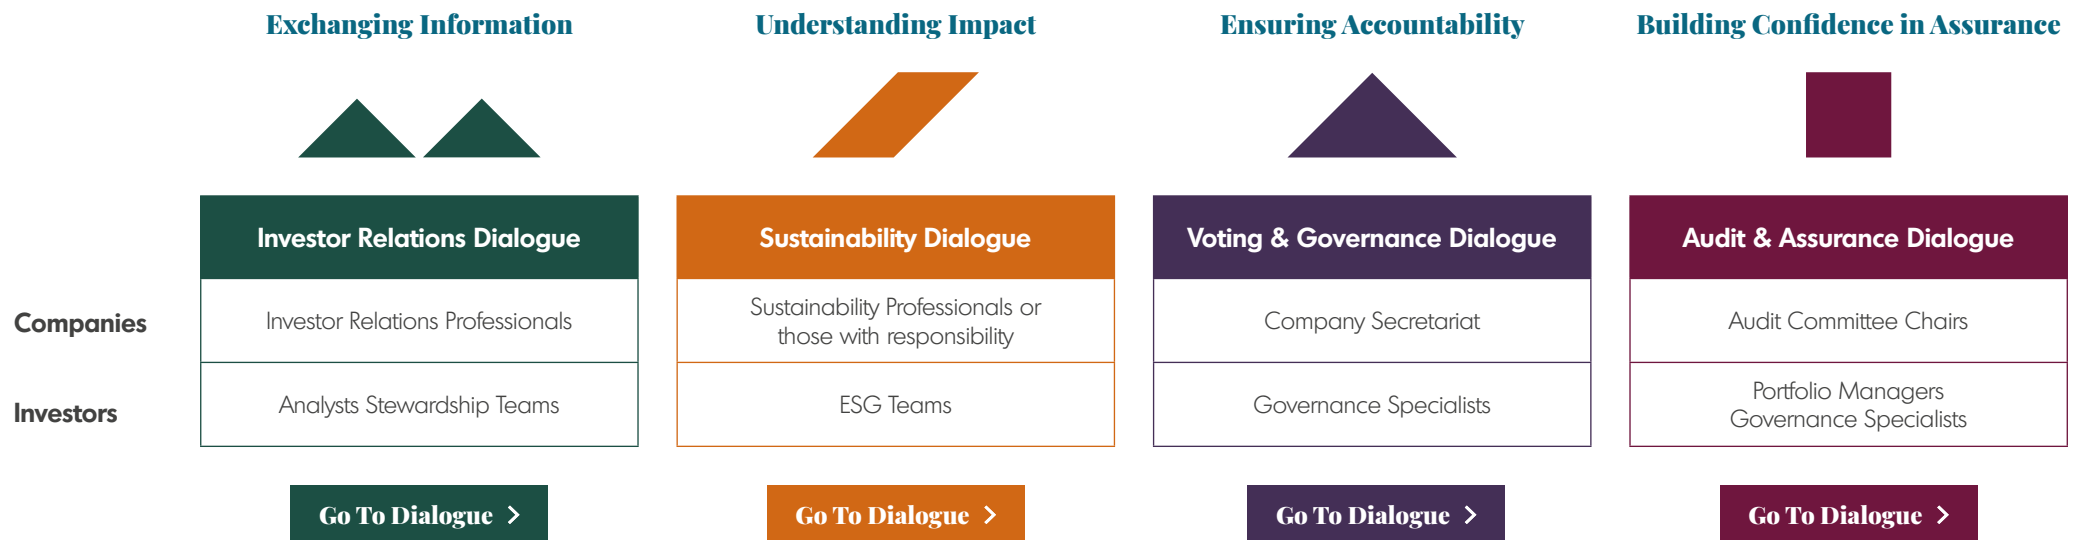 Exchanging Information
Understanding Impact
Ensuring Accountability
Building Confidence in Assurance
Investor Relations Dialogue
Sustainability Dialogue
Voting & Governance Dialogue
Audit & Assurance Dialogue
Companies
Investor Relations Professionals
Sustainability Professionals or
those with responsibility
Company Secretariat
Audit Committee Chairs
Investors
Analysts Stewardship Teams
ESG Teams
Governance Specialists
Portfolio Managers
Governance Specialists
Go To Dialogue
Go To Dialogue
Go To Dialogue
Go To Dialogue